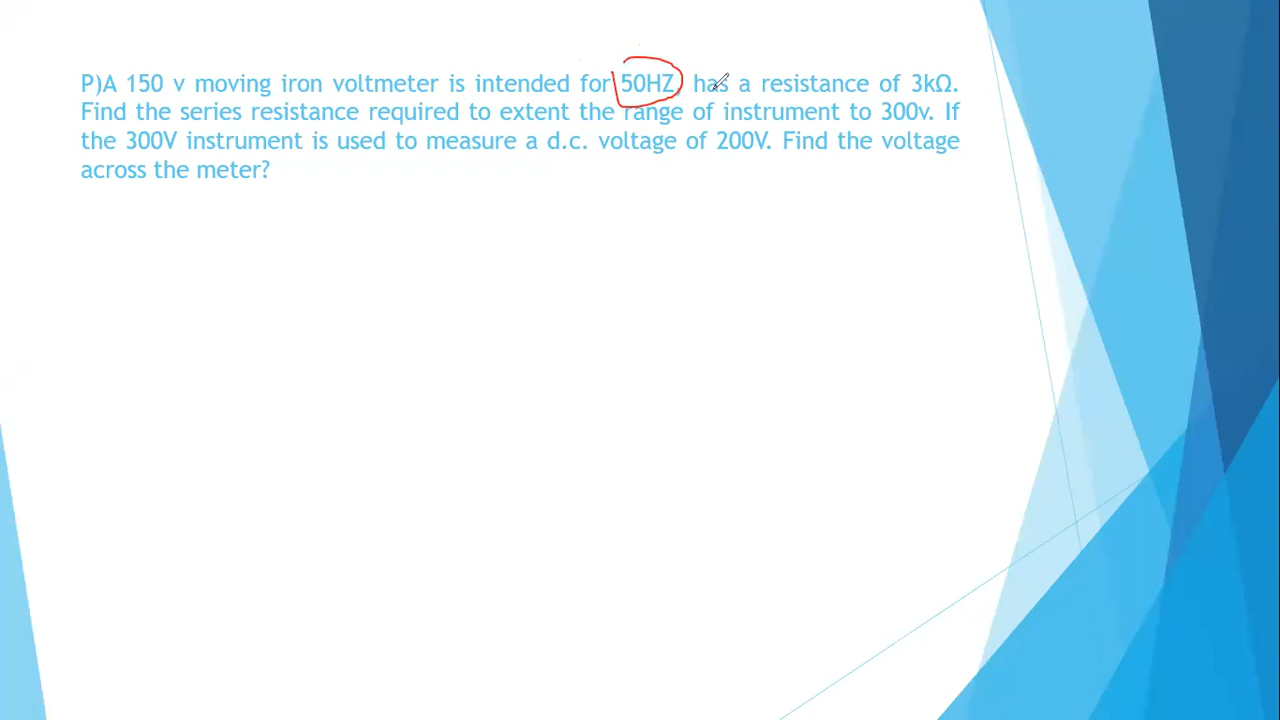 P)A 150 v moving iron voltmeter is intended for 50HZ, has a resistance of 3kΩ.
Find the series resistance required to extent the range of instrument to 300v. If
the 300V instrument is used to measure a d.c. voltage of 200V. Find the voltage
across the meter?